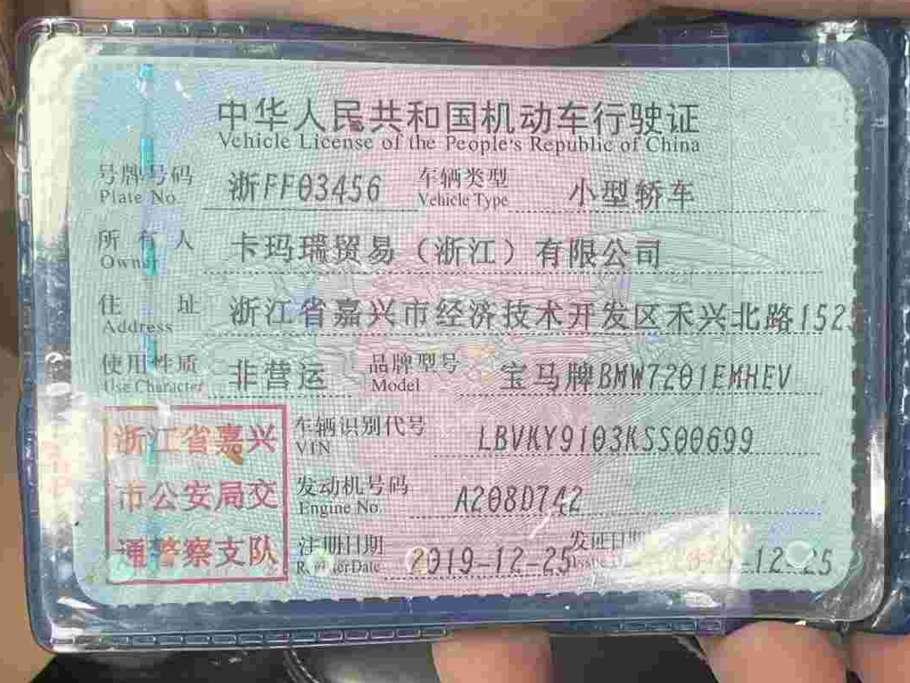 中华人民共和国机动车行驶证
Vehicle License of the People's Republic of China
号牌号码 浙FF03456 车辆类型 小型轿车
Plate No. Vehicle Type
所有人 卡玛瑞贸易（浙江）有限公司
Owner
住址 浙江省嘉兴市经济技术开发区禾兴北路152
Address
使用性质 非营运 品牌型号 宝马牌BMW7201EMHEV
Use Character Model
浙江省嘉兴 车辆识别代号 LBVKY9103KSS00699
VIN
市公安局交 发动机号码 A208D742
Engine No.
通警察支队 注册日期 2019-12-25 发证日期 2019-12-25
Register Date Issue